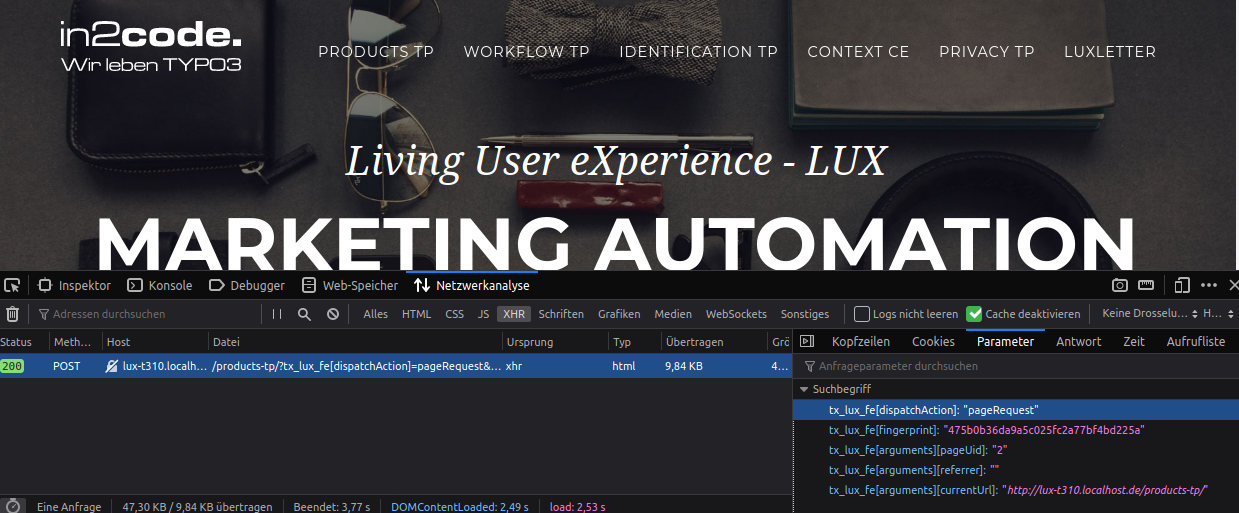 in2code.
Wir leben TYPO3
PRODUCTS TP WORKFLOW TP IDENTIFICATION TP CONTEXT CE PRIVACY TP LUXLETTER
Living User eXperience - LUX
MARKETING AUTOMATION
Inspektor Konsole Debugger Web-Speicher Netzwerkanalyse
Adressen durchsuchen Alles HTML CSS JS XHR Schriften Grafiken Medien WebSockets Sonstiges Logs nicht leeren Cache deaktivieren Keine Drosselu... H...
Status Meth... Host Datei Ursprung Typ Übertragen Grö
Kopfzeilen Cookies Parameter Antwort Zeit Aufrufliste
200 POST lux-t310.localh... /products-tp/?tx_lux_fe[dispatchAction]=pageRequest&... xhr html 9,84 KB 4...
Anfrageparameter durchsuchen
Suchbegriff
tx_lux_fe[dispatchAction]: "pageRequest"
tx_lux_fe[fingerprint]: "475b0b36da9a5c025fc2a77bf4bd225a"
tx_lux_fe[arguments][pageUid]: "2"
tx_lux_fe[arguments][referrer]: ""
tx_lux_fe[arguments][currentUrl]: "http://lux-t310.localhost.de/products-tp/"
Eine Anfrage 47,30 KB / 9,84 KB übertragen Beendet: 3,77 s DOMContentLoaded: 2,49 s load: 2,53 s